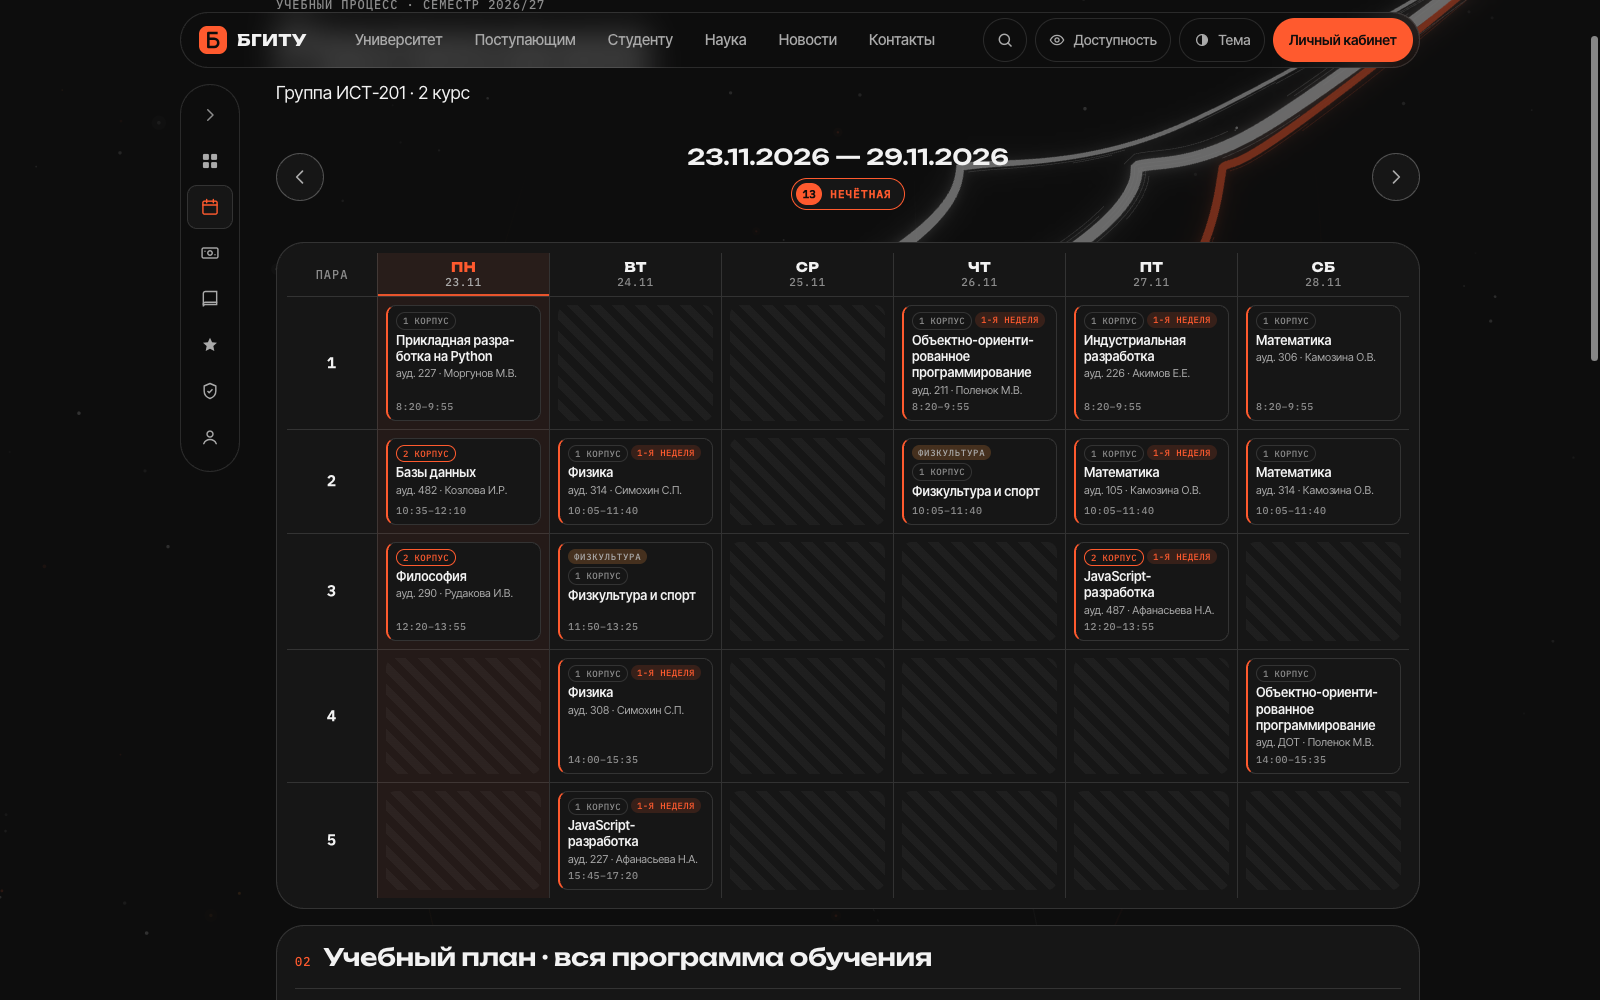 УЧЕБНЫЙ ПРОЦЕСС · СЕМЕСТР 2026/27
Б БГИТУ
Университет
Поступающим
Студенту
Наука
Новости
Контакты
Доступность
Тема
Личный кабинет
Группа ИСТ-201 · 2 курс
23.11.2026 — 29.11.2026
13 НЕЧЁТНАЯ
ПАРА
ПН
23.11
ВТ
24.11
СР
25.11
ЧТ
26.11
ПТ
27.11
СБ
28.11
1
1 КОРПУС
Прикладная разра-
ботка на Python
ауд. 227 · Моргунов М.В.
8:20–9:55
1 КОРПУС 1-Я НЕДЕЛЯ
Объектно-ориенти-
рованное
программирование
ауд. 211 · Поленок М.В.
8:20–9:55
1 КОРПУС 1-Я НЕДЕЛЯ
Индустриальная
разработка
ауд. 226 · Акимов Е.Е.
8:20–9:55
1 КОРПУС
Математика
ауд. 306 · Камозина О.В.
8:20–9:55
2
2 КОРПУС
Базы данных
ауд. 482 · Козлова И.Р.
10:35–12:10
1 КОРПУС 1-Я НЕДЕЛЯ
Физика
ауд. 314 · Симохин С.П.
10:05–11:40
ФИЗКУЛЬТУРА
1 КОРПУС
Физкультура и спорт
10:05–11:40
1 КОРПУС 1-Я НЕДЕЛЯ
Математика
ауд. 105 · Камозина О.В.
10:05–11:40
1 КОРПУС
Математика
ауд. 314 · Камозина О.В.
10:05–11:40
3
2 КОРПУС
Философия
ауд. 290 · Рудакова И.В.
12:20–13:55
ФИЗКУЛЬТУРА
1 КОРПУС
Физкультура и спорт
11:50–13:25
2 КОРПУС 1-Я НЕДЕЛЯ
JavaScript-
разработка
ауд. 487 · Афанасьева Н.А.
12:20–13:55
4
1 КОРПУС 1-Я НЕДЕЛЯ
Физика
ауд. 308 · Симохин С.П.
14:00–15:35
1 КОРПУС
Объектно-ориенти-
рованное
программирование
ауд. ДОТ · Поленок М.В.
14:00–15:35
5
1 КОРПУС 1-Я НЕДЕЛЯ
JavaScript-
разработка
ауд. 227 · Афанасьева Н.А.
15:45–17:20
02 Учебный план · вся программа обучения